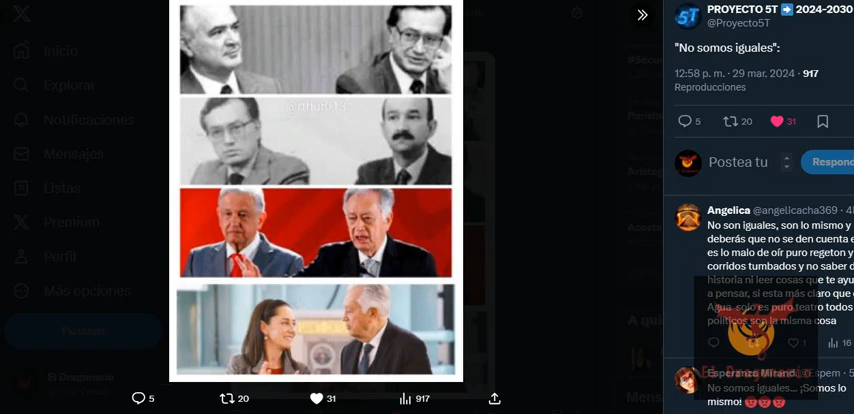 Inicio
Explorar
Notificaciones
Mensajes
Listas
Premium
Perfil
Más opciones
Postear
El Dragonario
@rthur013
5
20
31
917
PROYECTO 5T ➡ 2024-2030
@Proyecto5T
"No somos iguales":
12:58 p. m. · 29 mar. 2024 · 917
Reproducciones
5 20 31
Postea tu
Respond
Angelica @angelicacha369 · 4
No son iguales, son lo mismo y
deberás que no se den cuenta e
es lo malo de oír puro regeton y
corridos tumbados y no saber d
historia ni leer cosas que te ayu
a pensar, si esta más claro que
Agua, solo es puro teatro todos
políticos son la misma cosa
1 16
Esperanza Mirand
spem · 5
No somos iguales... ¡Somos lo
mismo! 😡😡😡